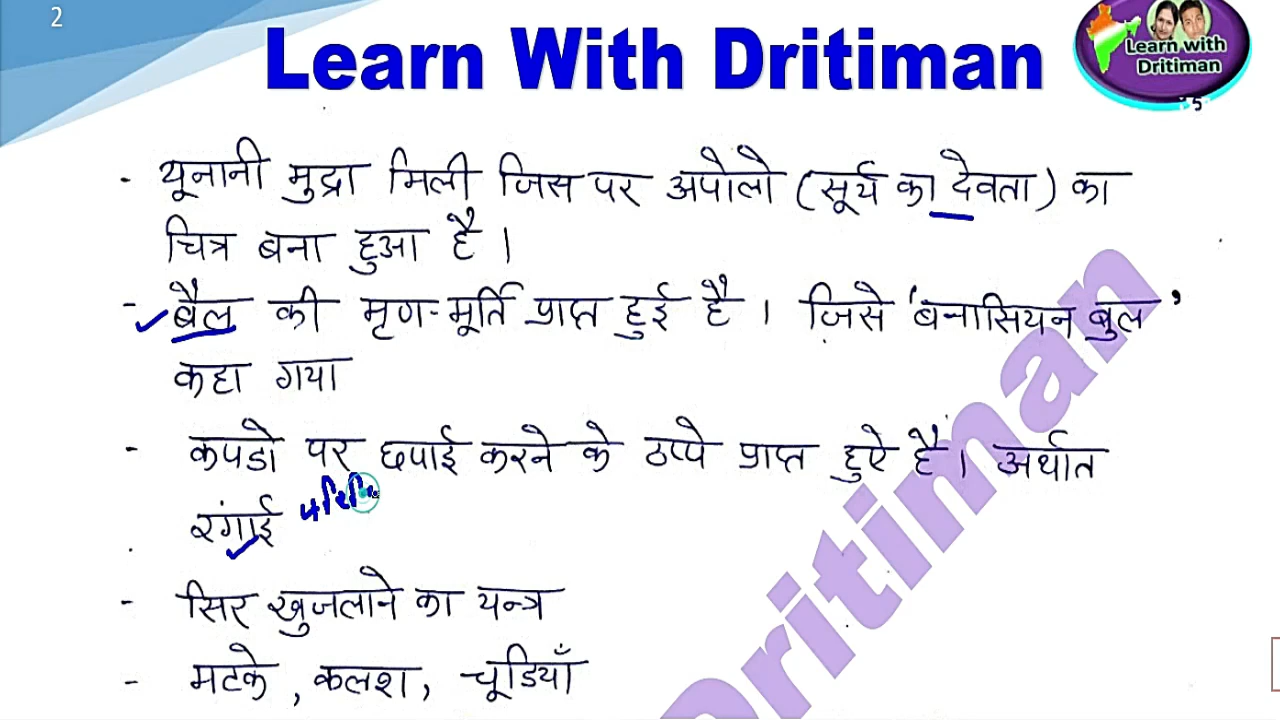 2
Learn With Dritiman
Learn with
Dritiman
5
- यूनानी मुद्रा मिली जिस पर अपोलो (सूर्य का देवता) का
चित्र बना हुआ है।
- बैल की मृण-मूर्ति प्राप्त हुई है। जिसे 'बनासियन बुल'
कहा गया
- कपडो पर छपाई करने के ठप्पे प्राप्त हुऐ है। अर्थात
रंगाई
- सिर खुजलाने का यन्त्र
- मटके, कलश, चूडियाँ
Dritiman